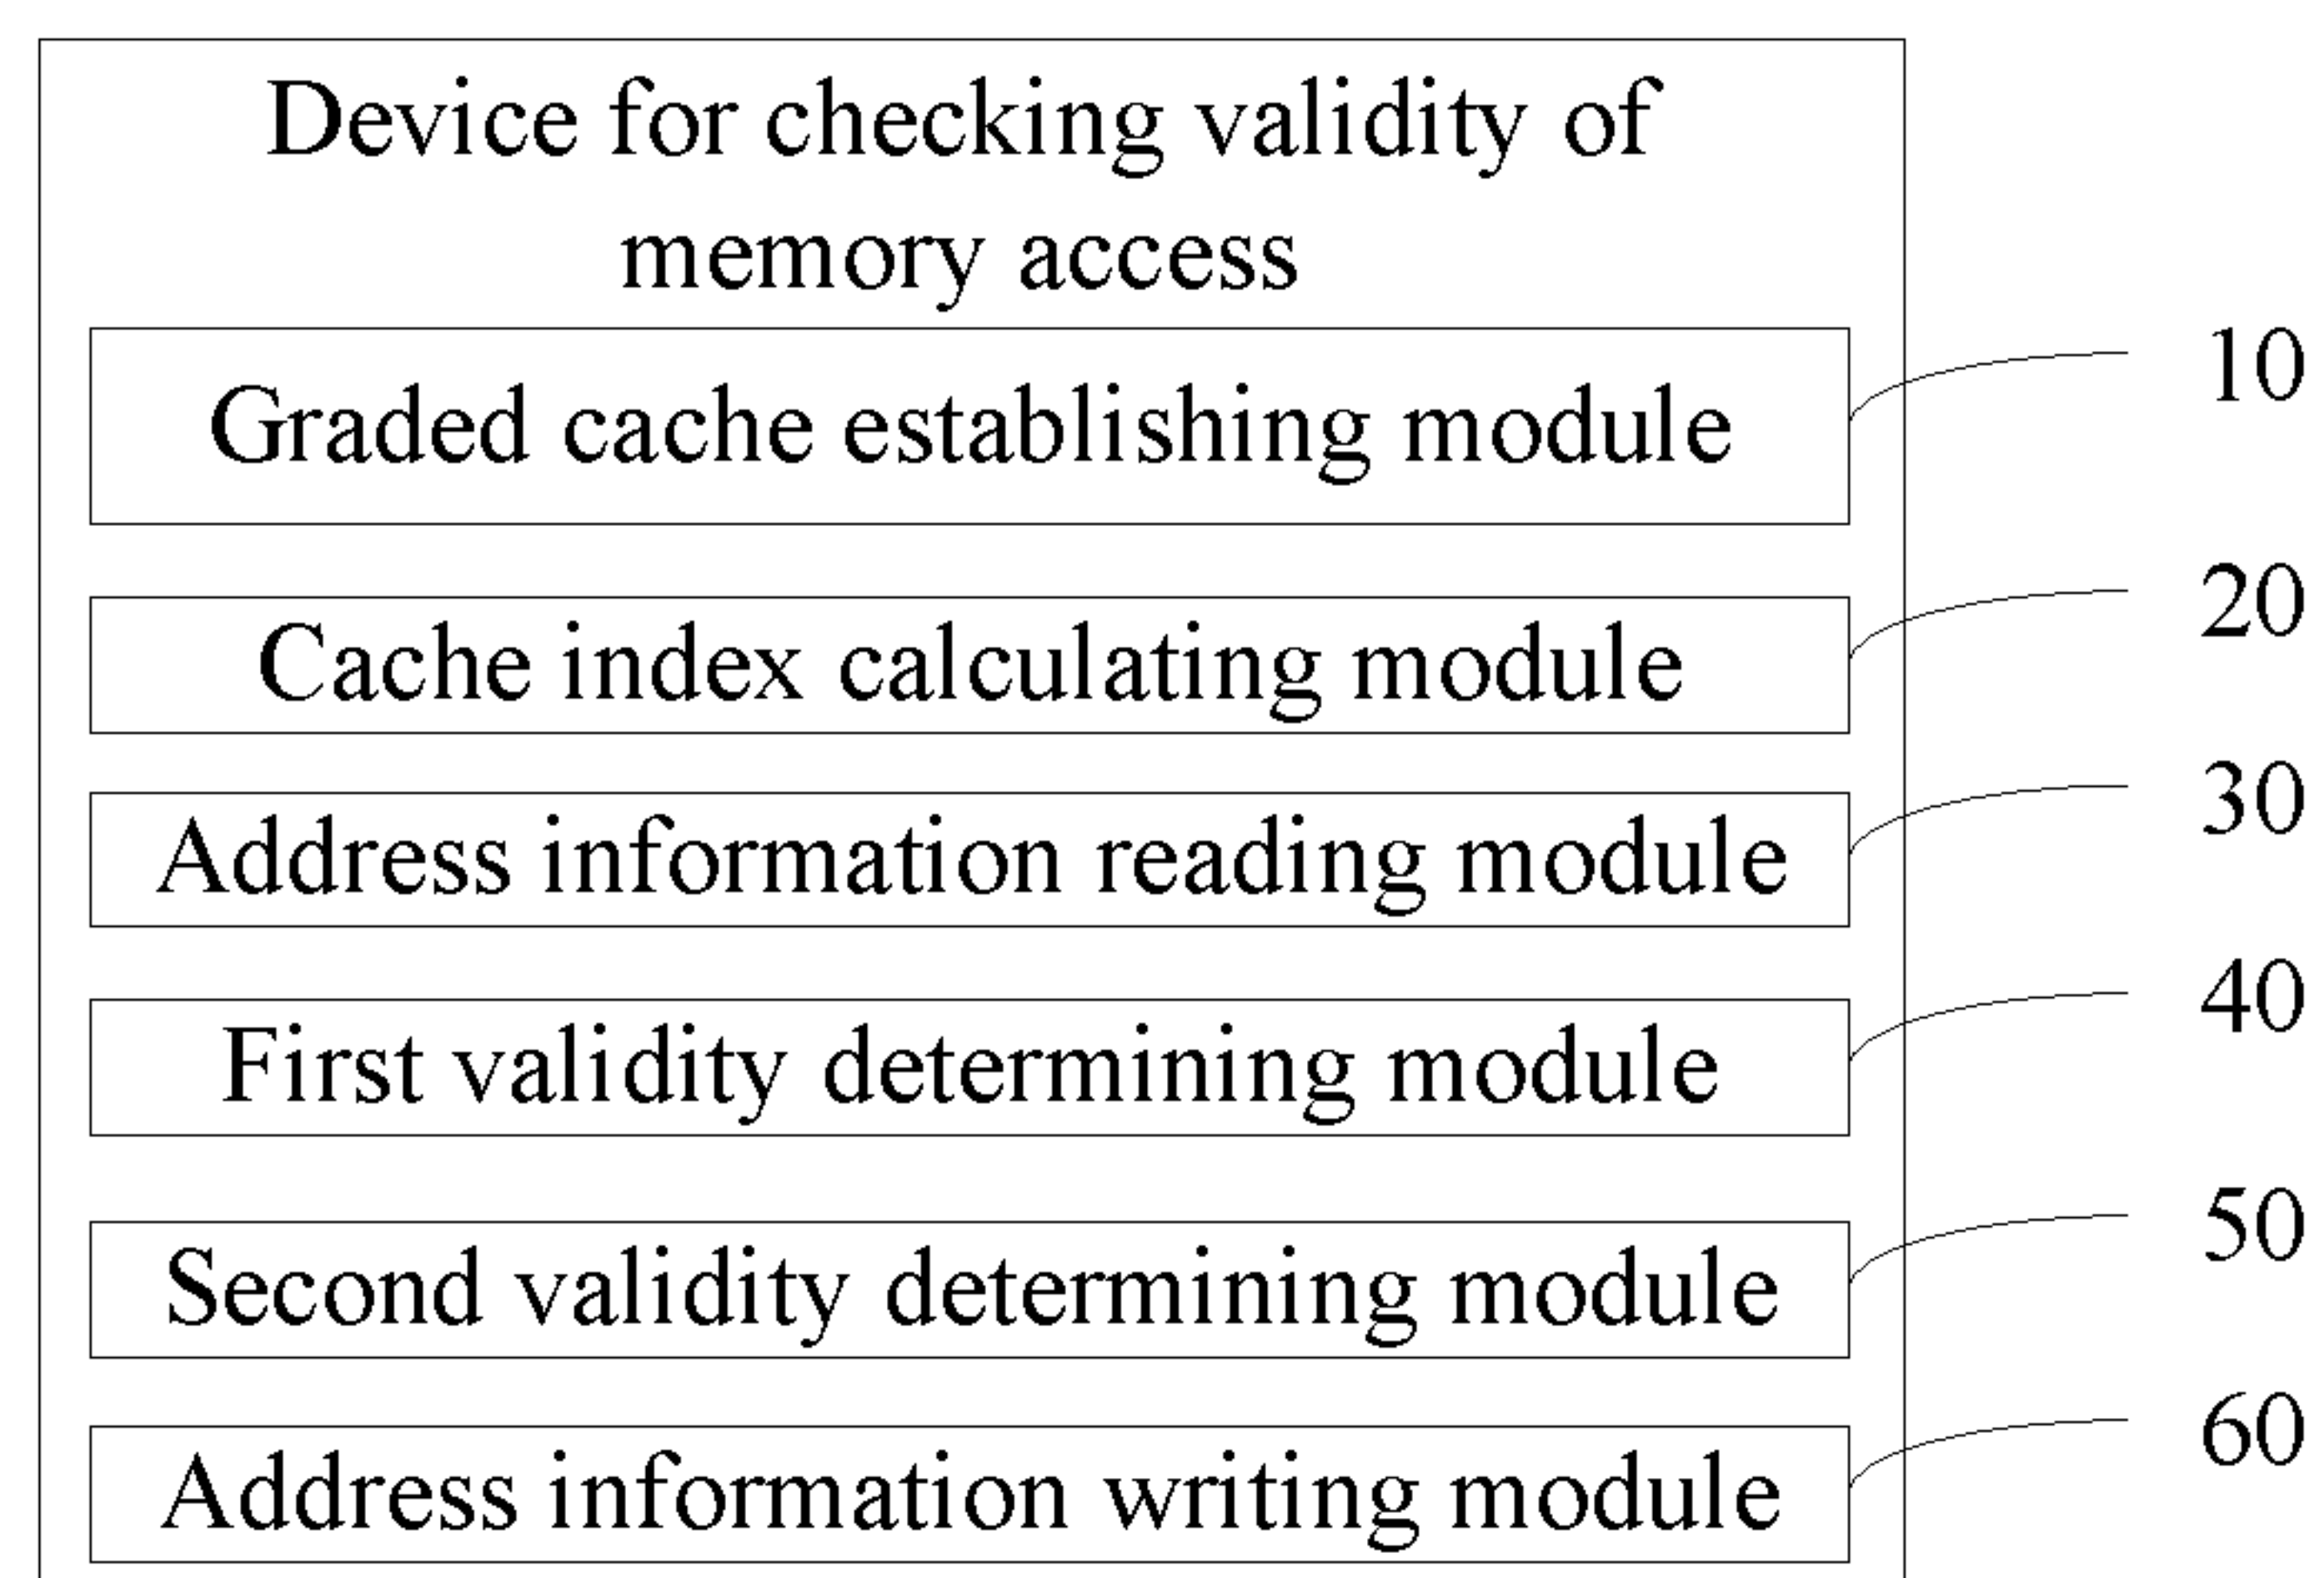 Device for checking validity of
memory access
Graded cache establishing module
10
Cache index calculating module
20
Address information reading module
30
First validity determining module
40
Second validity determining module
50
Address information writing module
60